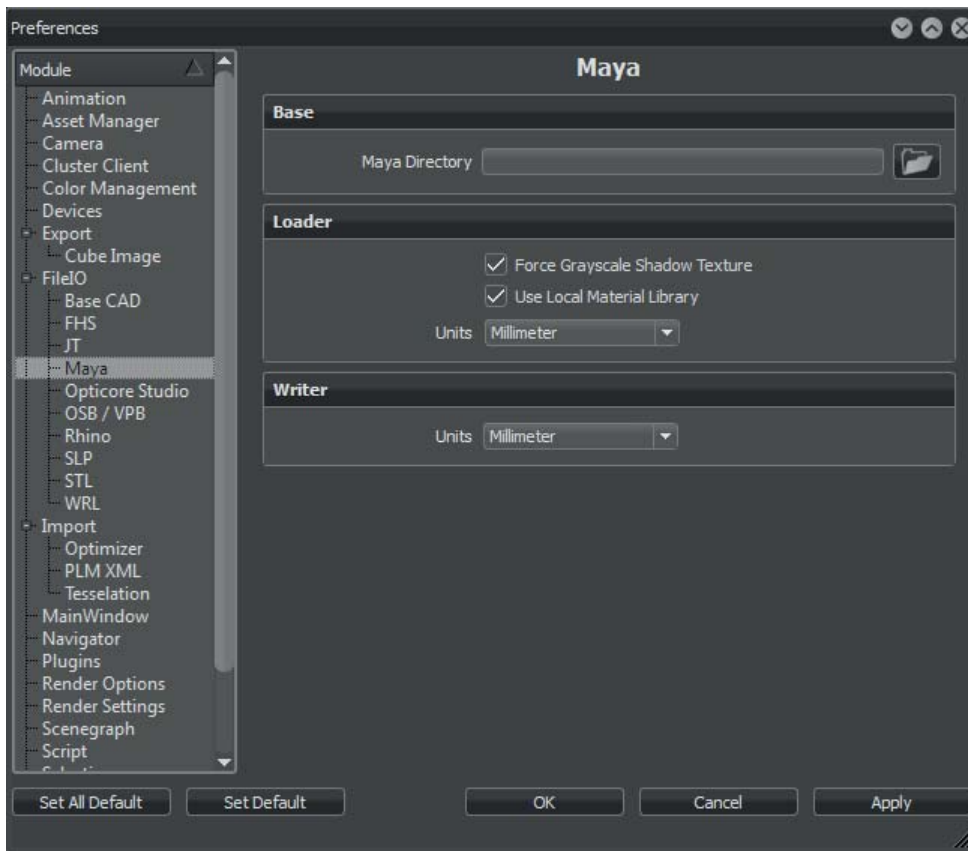 Preferences
Module
Animation
Asset Manager
Camera
Cluster Client
Color Management
Devices
Export
Cube Image
FileIO
Base CAD
FHS
JT
Maya
Opticore Studio
OSB / VPB
Rhino
SLP
STL
WRL
Import
Optimizer
PLM XML
Tesselation
MainWindow
Navigator
Plugins
Render Options
Render Settings
Scenegraph
Script
Maya
Base
Maya Directory
Loader
Force Grayscale Shadow Texture
Use Local Material Library
Units Millimeter
Writer
Units Millimeter
Set All Default Set Default OK Cancel Apply